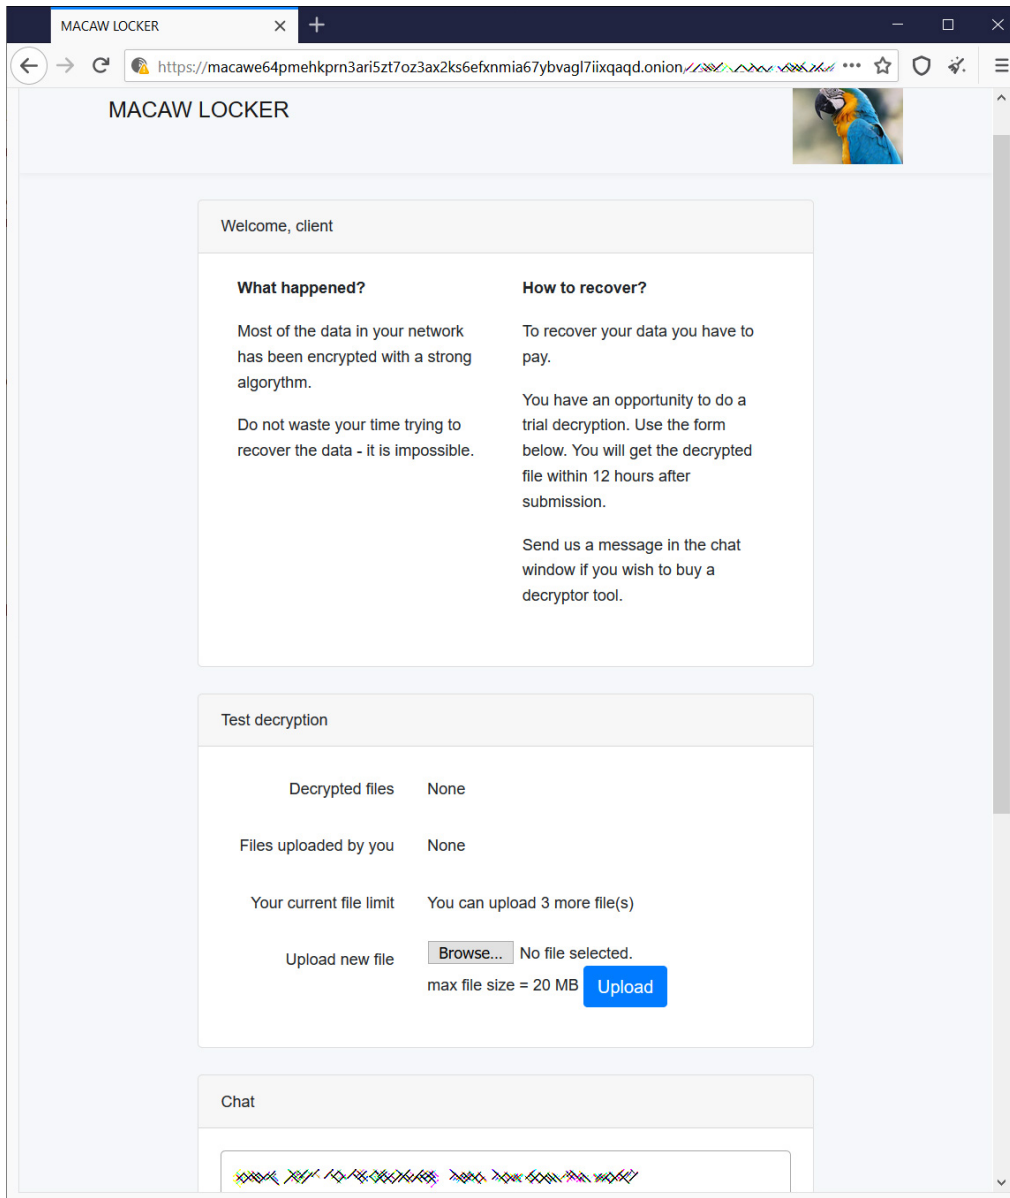 MACAW LOCKER
https://macawe64pmehkprn3ari5zt7oz3ax2ks6efxnmia67ybvagl7iixqaqd.onion
MACAW LOCKER
Welcome, client
What happened?
Most of the data in your network
has been encrypted with a strong
algorythm.
Do not waste your time trying to
recover the data - it is impossible.
How to recover?
To recover your data you have to
pay.
You have an opportunity to do a
trial decryption. Use the form
below. You will get the decrypted
file within 12 hours after
submission.
Send us a message in the chat
window if you wish to buy a
decryptor tool.
Test decryption
Decrypted files None
Files uploaded by you None
Your current file limit You can upload 3 more file(s)
Upload new file Browse... No file selected.
max file size = 20 MB Upload
Chat